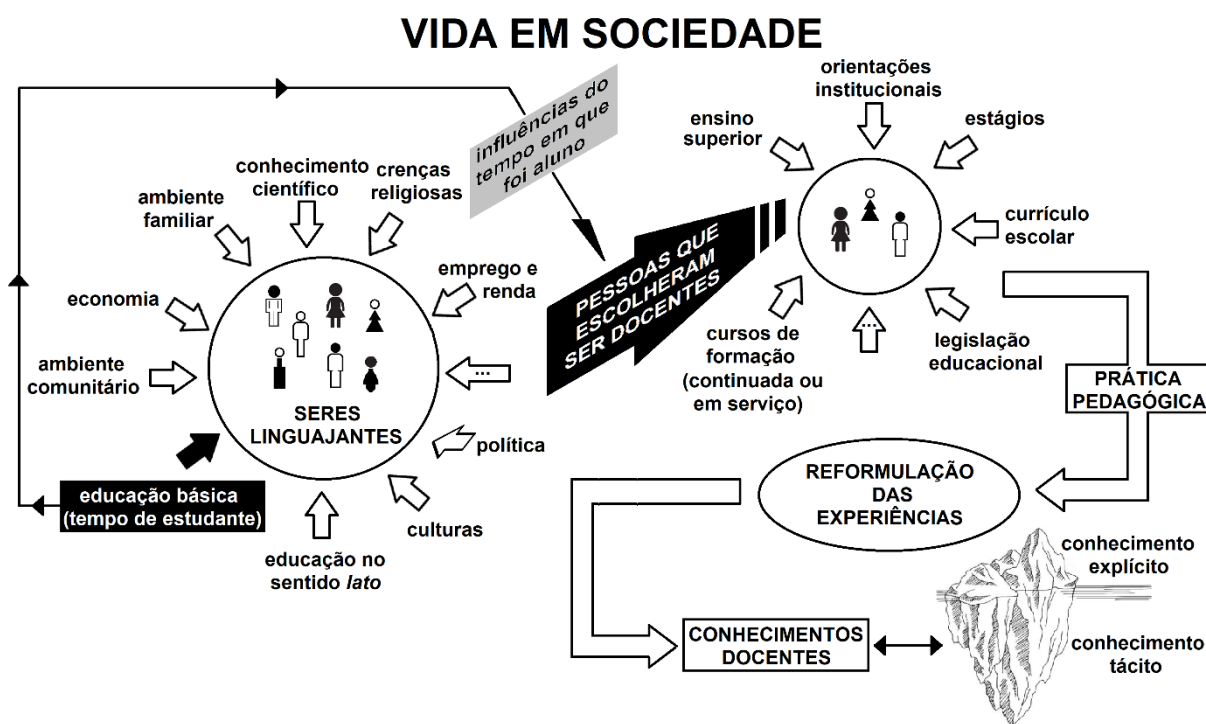 VIDA EM SOCIEDADE
influências do
tempo em que
foi aluno
conhecimento
científico
crenças
religiosas
ambiente
familiar
emprego e
renda
economia
ambiente
comunitário
...
SERES
LINGUAJANTES
política
educação básica
(tempo de estudante)
culturas
educação no
sentido lato
PESSOAS QUE
ESCOLHERAM
SER DOCENTES
orientações
institucionais
ensino
superior
estágios
currículo
escolar
cursos de
formação
(continuada ou
em serviço)
...
legislação
educacional
PRÁTICA
PEDAGÓGICA
REFORMULAÇÃO
DAS
EXPERIÊNCIAS
CONHECIMENTOS
DOCENTES
conhecimento
explícito
conhecimento
tácito